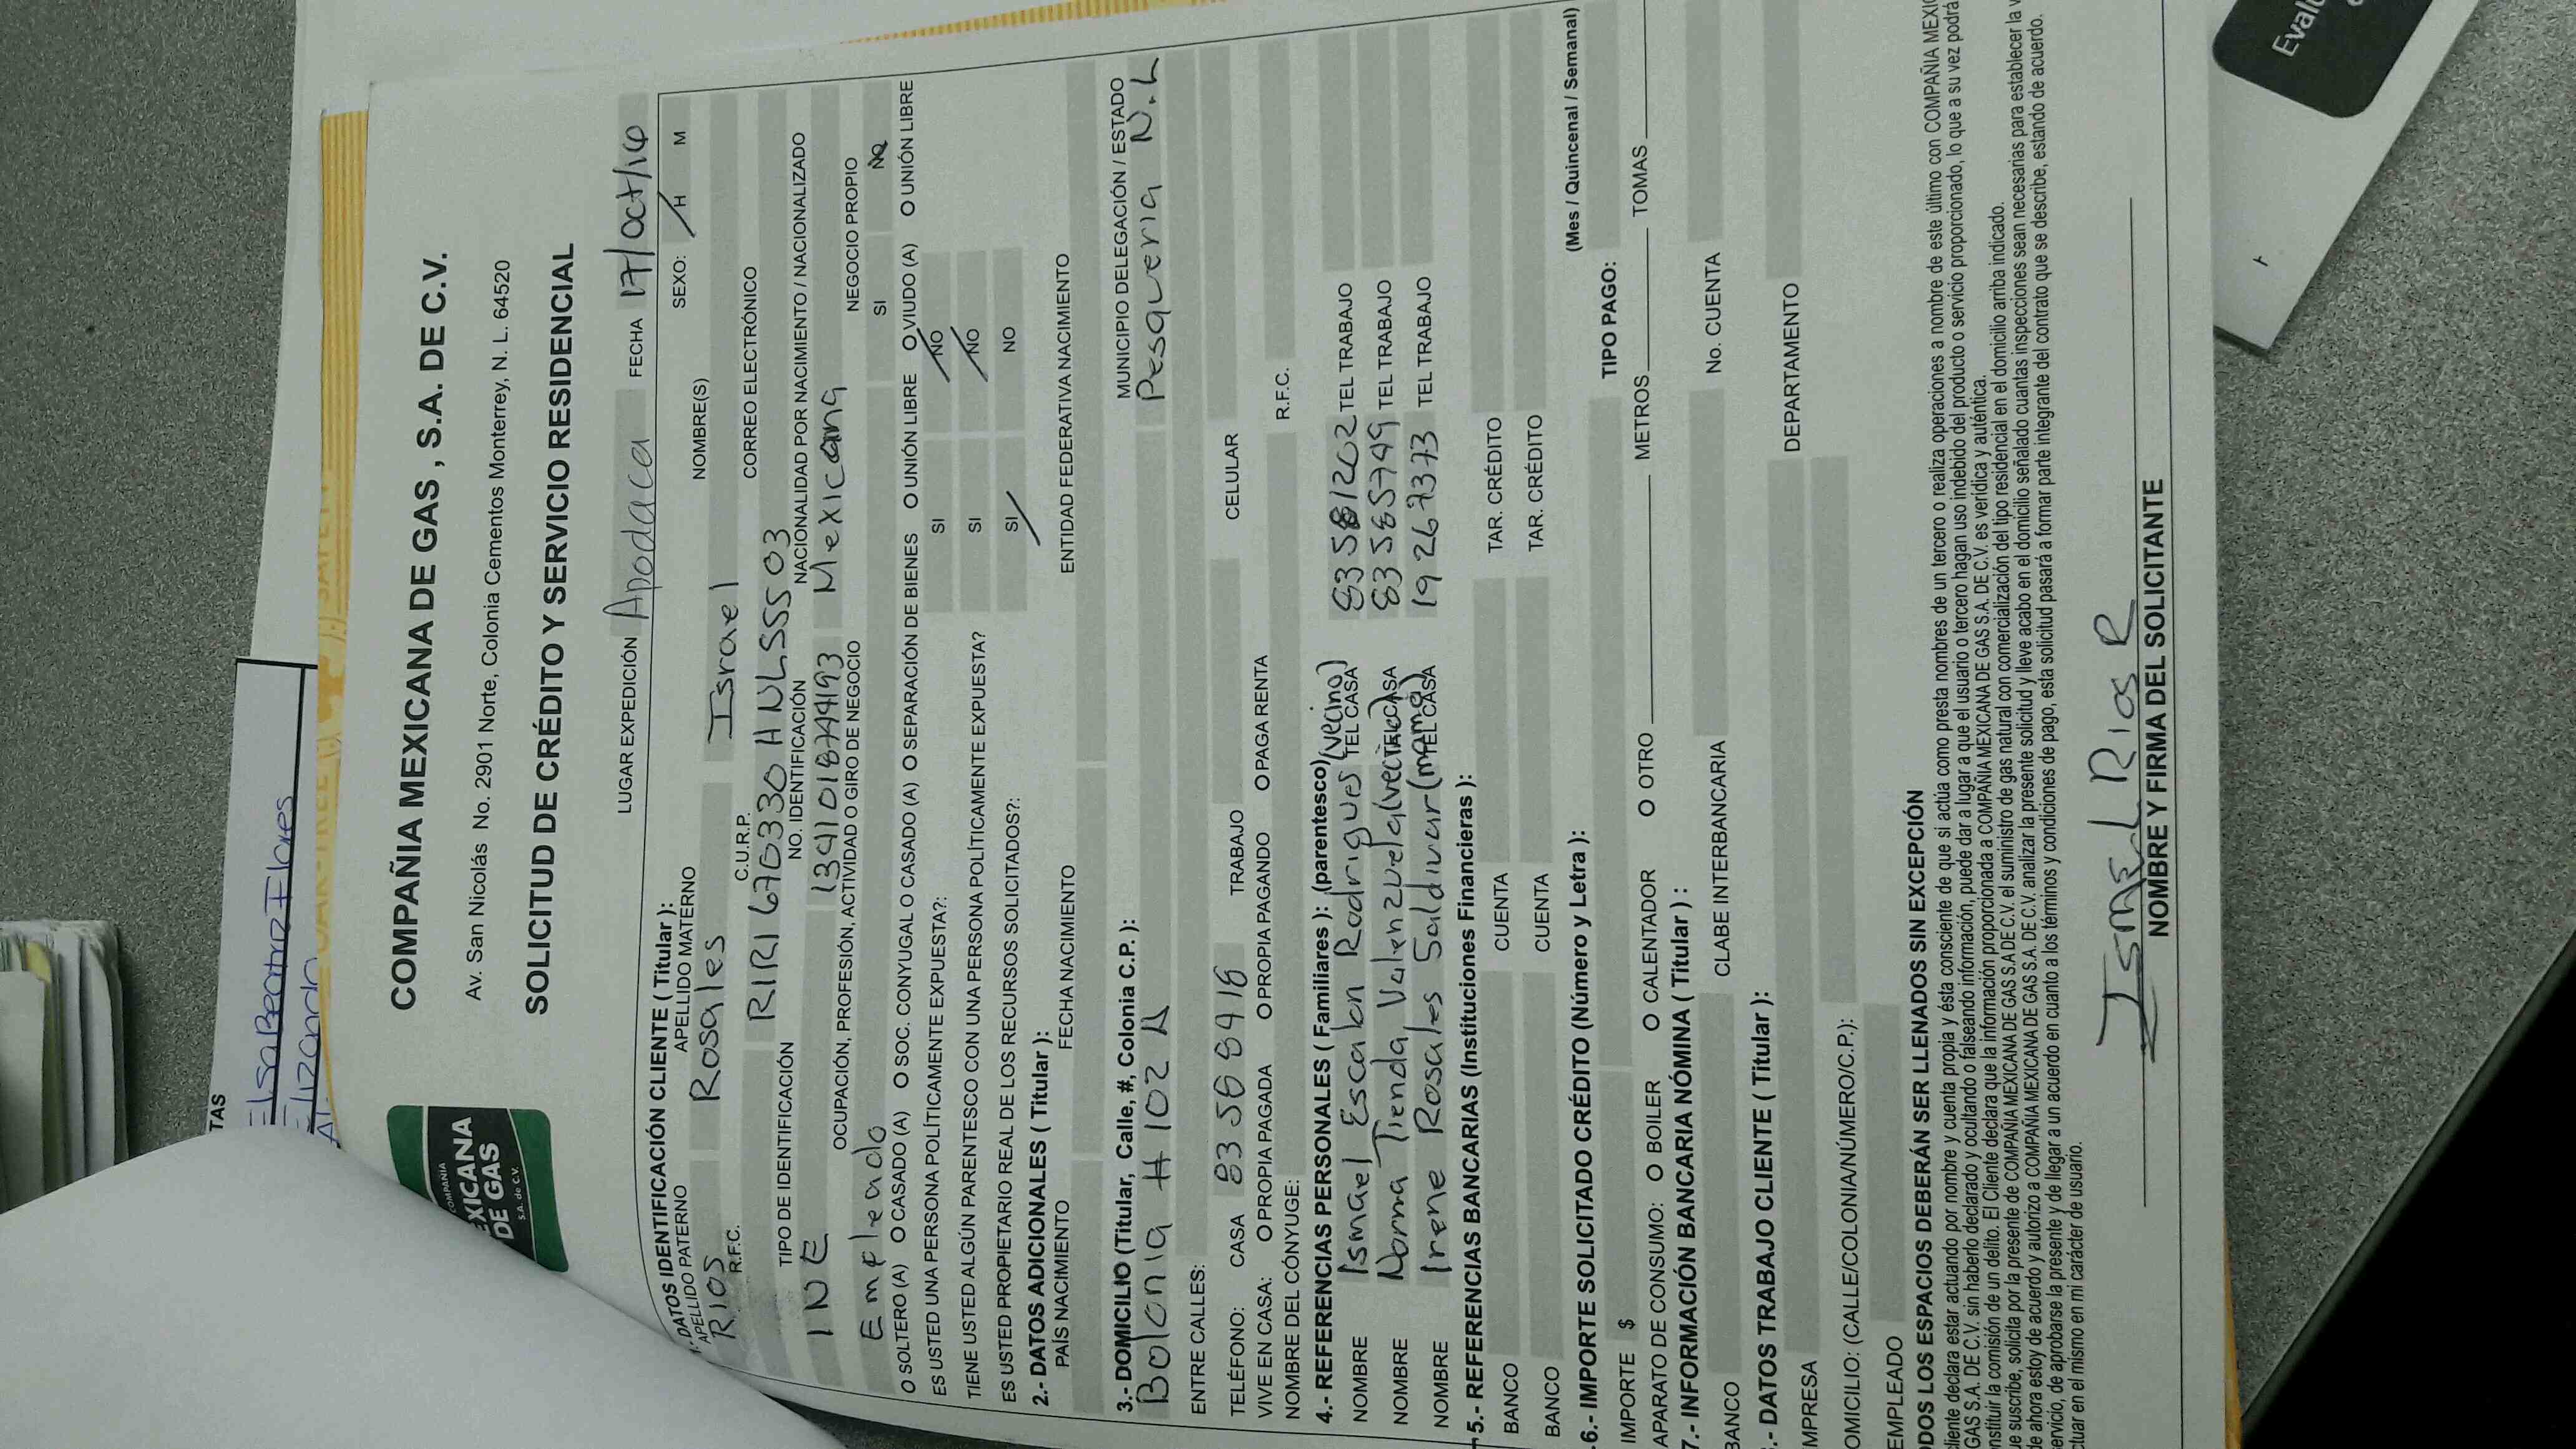 TAS
Elsa Beatriz Flores
Elizondo
COMPAÑIA
MEXICANA
DE GAS
S.A. de C.V.
COMPAÑIA MEXICANA DE GAS , S.A. DE C.V.
Av. San Nicolás No. 2901 Norte, Colonia Cementos Monterrey, N. L. 64520
SOLICITUD DE CRÉDITO Y SERVICIO RESIDENCIAL
LUGAR EXPEDICIÓN Apodaca FECHA 17/oct/16
DATOS IDENTIFICACIÓN CLIENTE ( Titular ):
APELLIDO PATERNO APELLIDO MATERNO NOMBRE(S) SEXO: H M
Rios Rosales Israel
R.F.C. C.U.R.P. CORREO ELECTRÓNICO
RIRI670330HNLSSS03
TIPO DE IDENTIFICACIÓN NO. IDENTIFICACIÓN NACIONALIDAD POR NACIMIENTO / NACIONALIZADO
INE Mexicana
OCUPACIÓN, PROFESIÓN, ACTIVIDAD O GIRO DE NEGOCIO NEGOCIO PROPIO
Empleado SI NO
O SOLTERO (A) O CASADO (A) O SOC. CONYUGAL O CASADO (A) O SEPARACIÓN DE BIENES O UNIÓN LIBRE O VIUDO (A) O UNIÓN LIBRE
ES USTED UNA PERSONA POLÍTICAMENTE EXPUESTA?: SI NO
TIENE USTED ALGÚN PARENTESCO CON UNA PERSONA POLÍTICAMENTE EXPUESTA? SI NO
ES USTED PROPIETARIO REAL DE LOS RECURSOS SOLICITADOS?: SI NO
2.- DATOS ADICIONALES ( Titular ):
PAÍS NACIMIENTO FECHA NACIMIENTO ENTIDAD FEDERATIVA NACIMIENTO
3.- DOMICILIO (Titular, Calle, #, Colonia C.P. ): MUNICIPIO DELEGACIÓN / ESTADO
Bolonia # 102 A Pesqueria N.L
ENTRE CALLES:
TELÉFONO: CASA 83568418 TRABAJO CELULAR
VIVE EN CASA: O PROPIA PAGADA O PROPIA PAGANDO O PAGA RENTA
NOMBRE DEL CÓNYUGE: R.F.C.
4.- REFERENCIAS PERSONALES ( Familiares ): (parentesco)
NOMBRE Ismael Escalon Rodrigues (vecino) TEL CASA 83581202 TEL TRABAJO
NOMBRE Norma Tienda Valenzuela TEL CASA 83585749 TEL TRABAJO
NOMBRE Irene Rosales Saldivar (mama) TEL CASA 19267373 TEL TRABAJO
5.- REFERENCIAS BANCARIAS (Instituciones Financieras ):
BANCO CUENTA TAR. CRÉDITO
BANCO CUENTA TAR. CRÉDITO
6.- IMPORTE SOLICITADO CRÉDITO (Número y Letra ):
IMPORTE $ TIPO PAGO: (Mes / Quincenal / Semanal)
APARATO DE CONSUMO: O BOILER O CALENTADOR O OTRO METROS TOMAS
7.- INFORMACIÓN BANCARIA NÓMINA ( Titular ) :
BANCO CLABE INTERBANCARIA No. CUENTA
.- DATOS TRABAJO CLIENTE ( Titular ):
MPRESA DEPARTAMENTO
OMICILIO: (CALLE/COLONIA/NÚMERO/C.P.):
EMPLEADO
ODOS LOS ESPACIOS DEBERÁN SER LLENADOS SIN EXCEPCIÓN
cliente declara estar actuando por nombre y cuenta propia y ésta consciente de que si actúa como presta nombres de un tercero o realiza operaciones a nombre de este último con COMPAÑIA MEXIC
GAS S.A. DE C.V. sin haberlo declarado y ocultando o falseando información, puede dar a lugar a que el usuario o tercero hagan uso indebido del producto o servicio proporcionado, lo que a su vez podrá
nstituir la comisión de un delito. El Cliente declara que la información proporcionada a COMPAÑIA MEXICANA DE GAS S.A. DE C.V. es verídica y auténtica.
e suscribe, solicita por la presente de COMPAÑIA MEXICANA DE GAS S.A DE C.V. el suministro de gas natural con comercialización del tipo residencial en el domicilio arriba indicado.
de ahora estoy de acuerdo y autorizo a COMPAÑIA MEXICANA DE GAS S.A. DE C.V. analizar la presente solicitud y lleve acabo en el domicilio señalado cuantas inspecciones sean necesarias para establecer la v
ervicio, de aprobarse la presente y de llegar a un acuerdo en cuanto a los términos y condiciones de pago, esta solicitud pasará a formar parte integrante del contrato que se describe, estando de acuerdo.
ctuar en el mismo en mi carácter de usuario.
Rios R
NOMBRE Y FIRMA DEL SOLICITANTE
Evalu